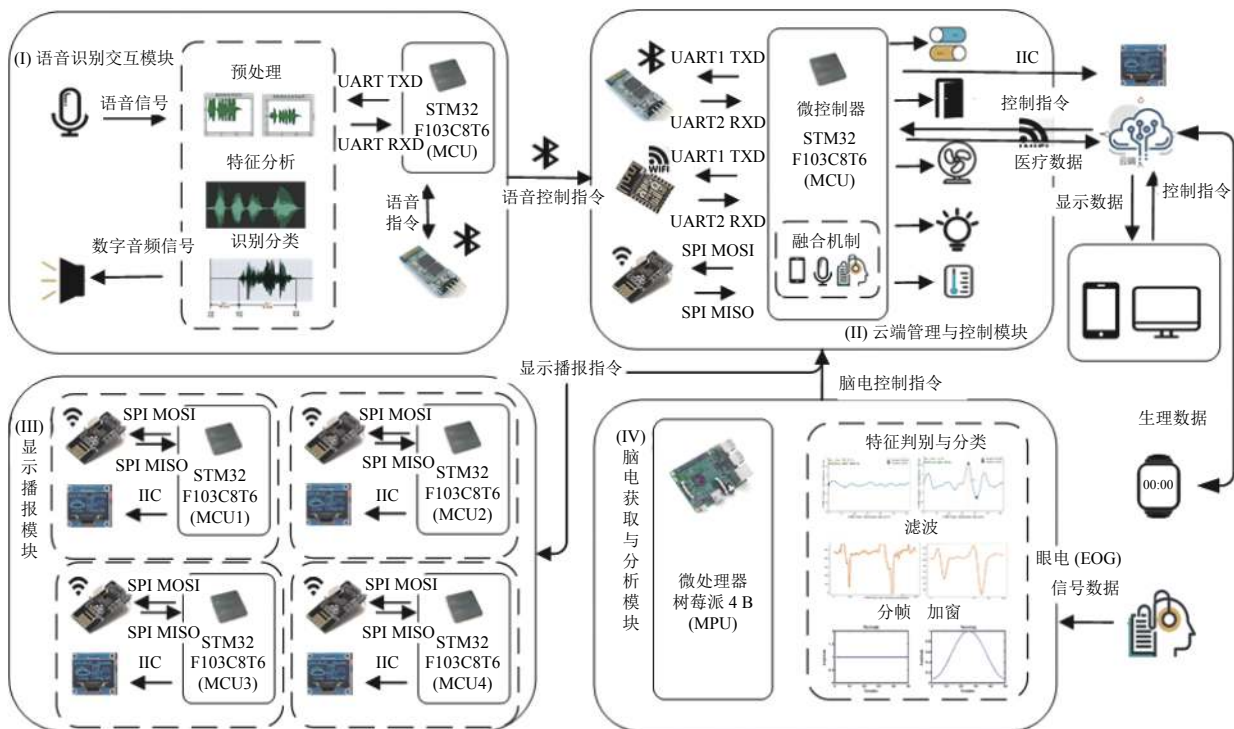 (I) 语音识别交互模块
语音信号
数字音频信号
预处理
特征分析
识别分类
UART TXD
UART RXD
STM32
F103C8T6
(MCU)
语音
指令
语音控制指令
UART1 TXD
UART2 RXD
WIFI
UART1 TXD
UART2 RXD
SPI MOSI
SPI MISO
微控制器
STM32
F103C8T6
(MCU)
融合机制
(II) 云端管理与控制模块
IIC
控制指令
医疗数据
显示数据
控制指令
生理数据
00:00
显示播报指令
脑电控制指令
(III)
显
示
播
报
模
块
SPI MOSI
SPI MISO
IIC
STM32
F103C8T6
(MCU1)
SPI MOSI
SPI MISO
IIC
STM32
F103C8T6
(MCU2)
SPI MOSI
SPI MISO
IIC
STM32
F103C8T6
(MCU3)
SPI MOSI
SPI MISO
IIC
STM32
F103C8T6
(MCU4)
(IV)
脑
电
获
取
与
分
析
模
块
微处理器
树莓派 4 B
(MPU)
特征判别与分类
滤波
分帧 加窗
眼电 (EOG)
信号数据